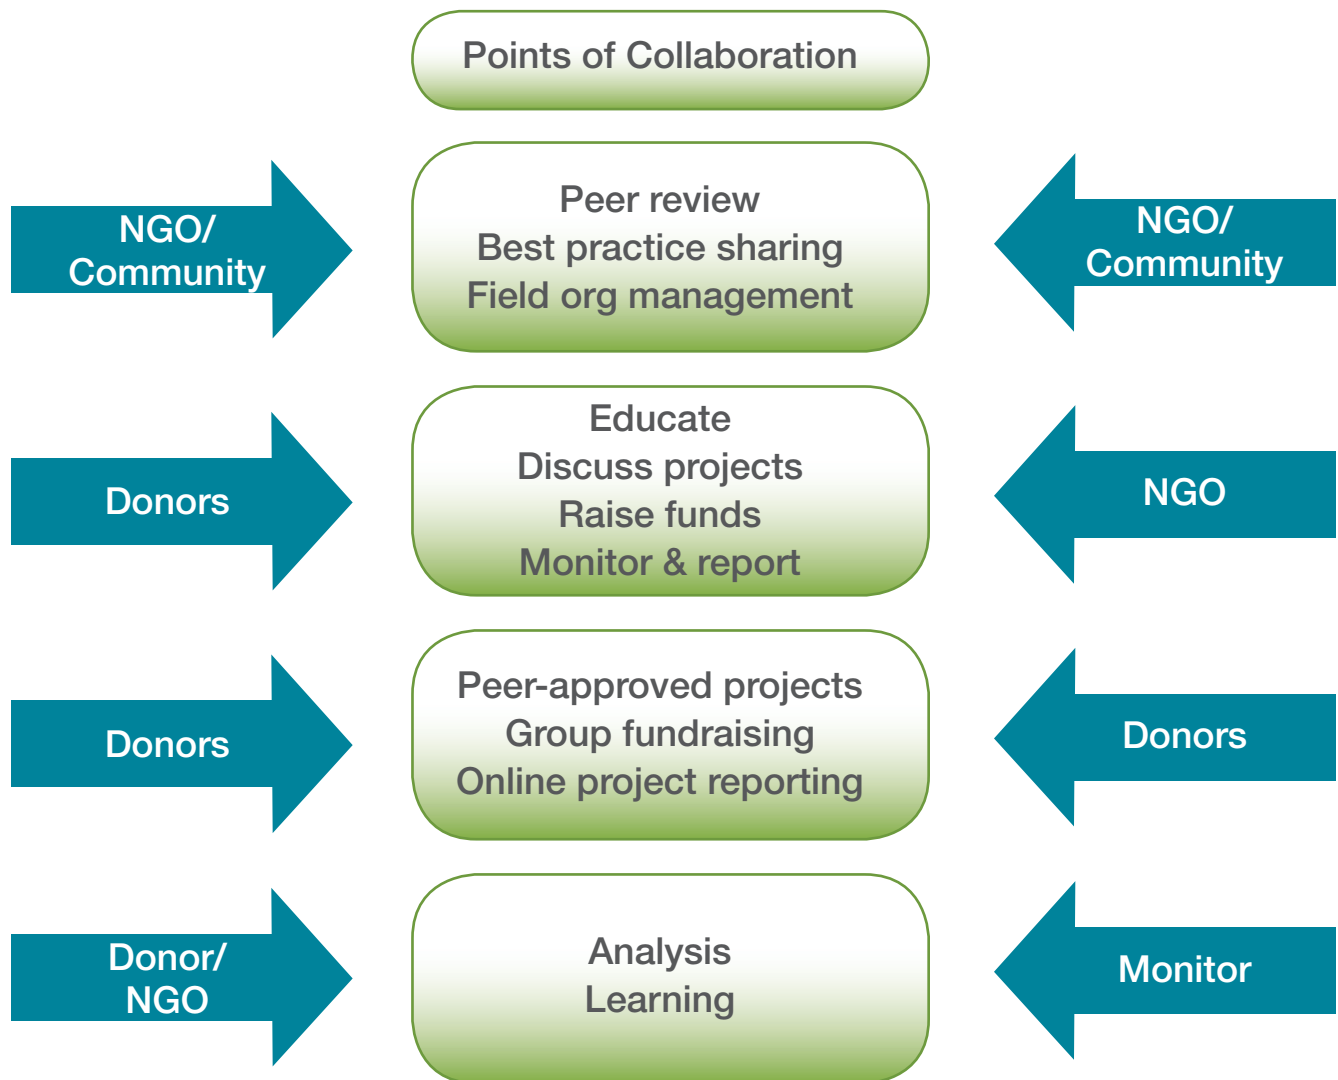 Points of Collaboration
NGO/
Community
Peer review
Best practice sharing
Field org management
NGO/
Community
Donors
Educate
Discuss projects
Raise funds
Monitor & report
NGO
Donors
Peer-approved projects
Group fundraising
Online project reporting
Donors
Donor/
NGO
Analysis
Learning
Monitor